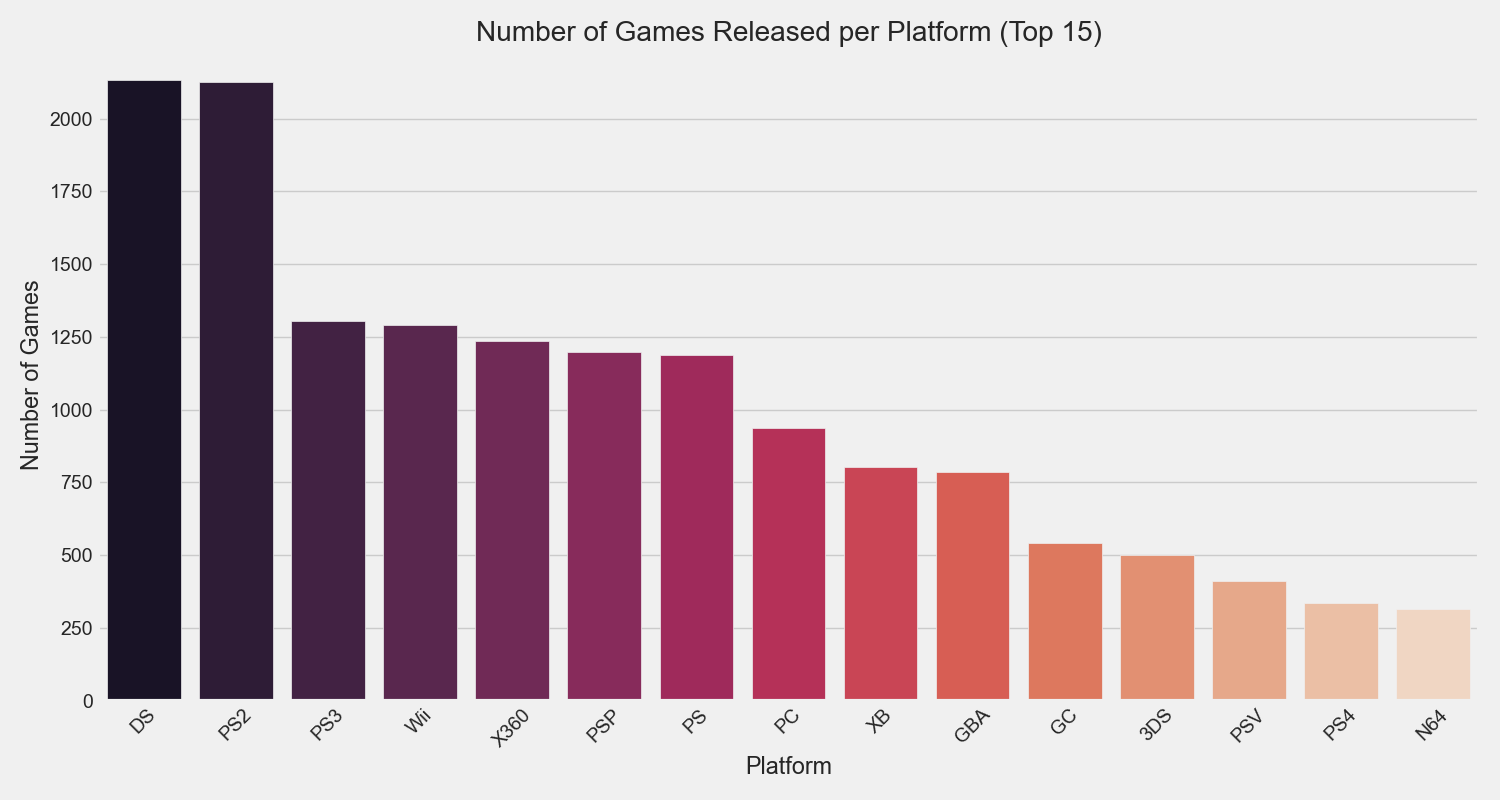 Number of Games Released per Platform (Top 15)
Number of Games
2000
1750
1500
1250
1000
750
500
250
0
DS
PS2
PS3
Wii
X360
PSP
PS
PC
XB
GBA
GC
3DS
PSV
PS4
N64
Platform